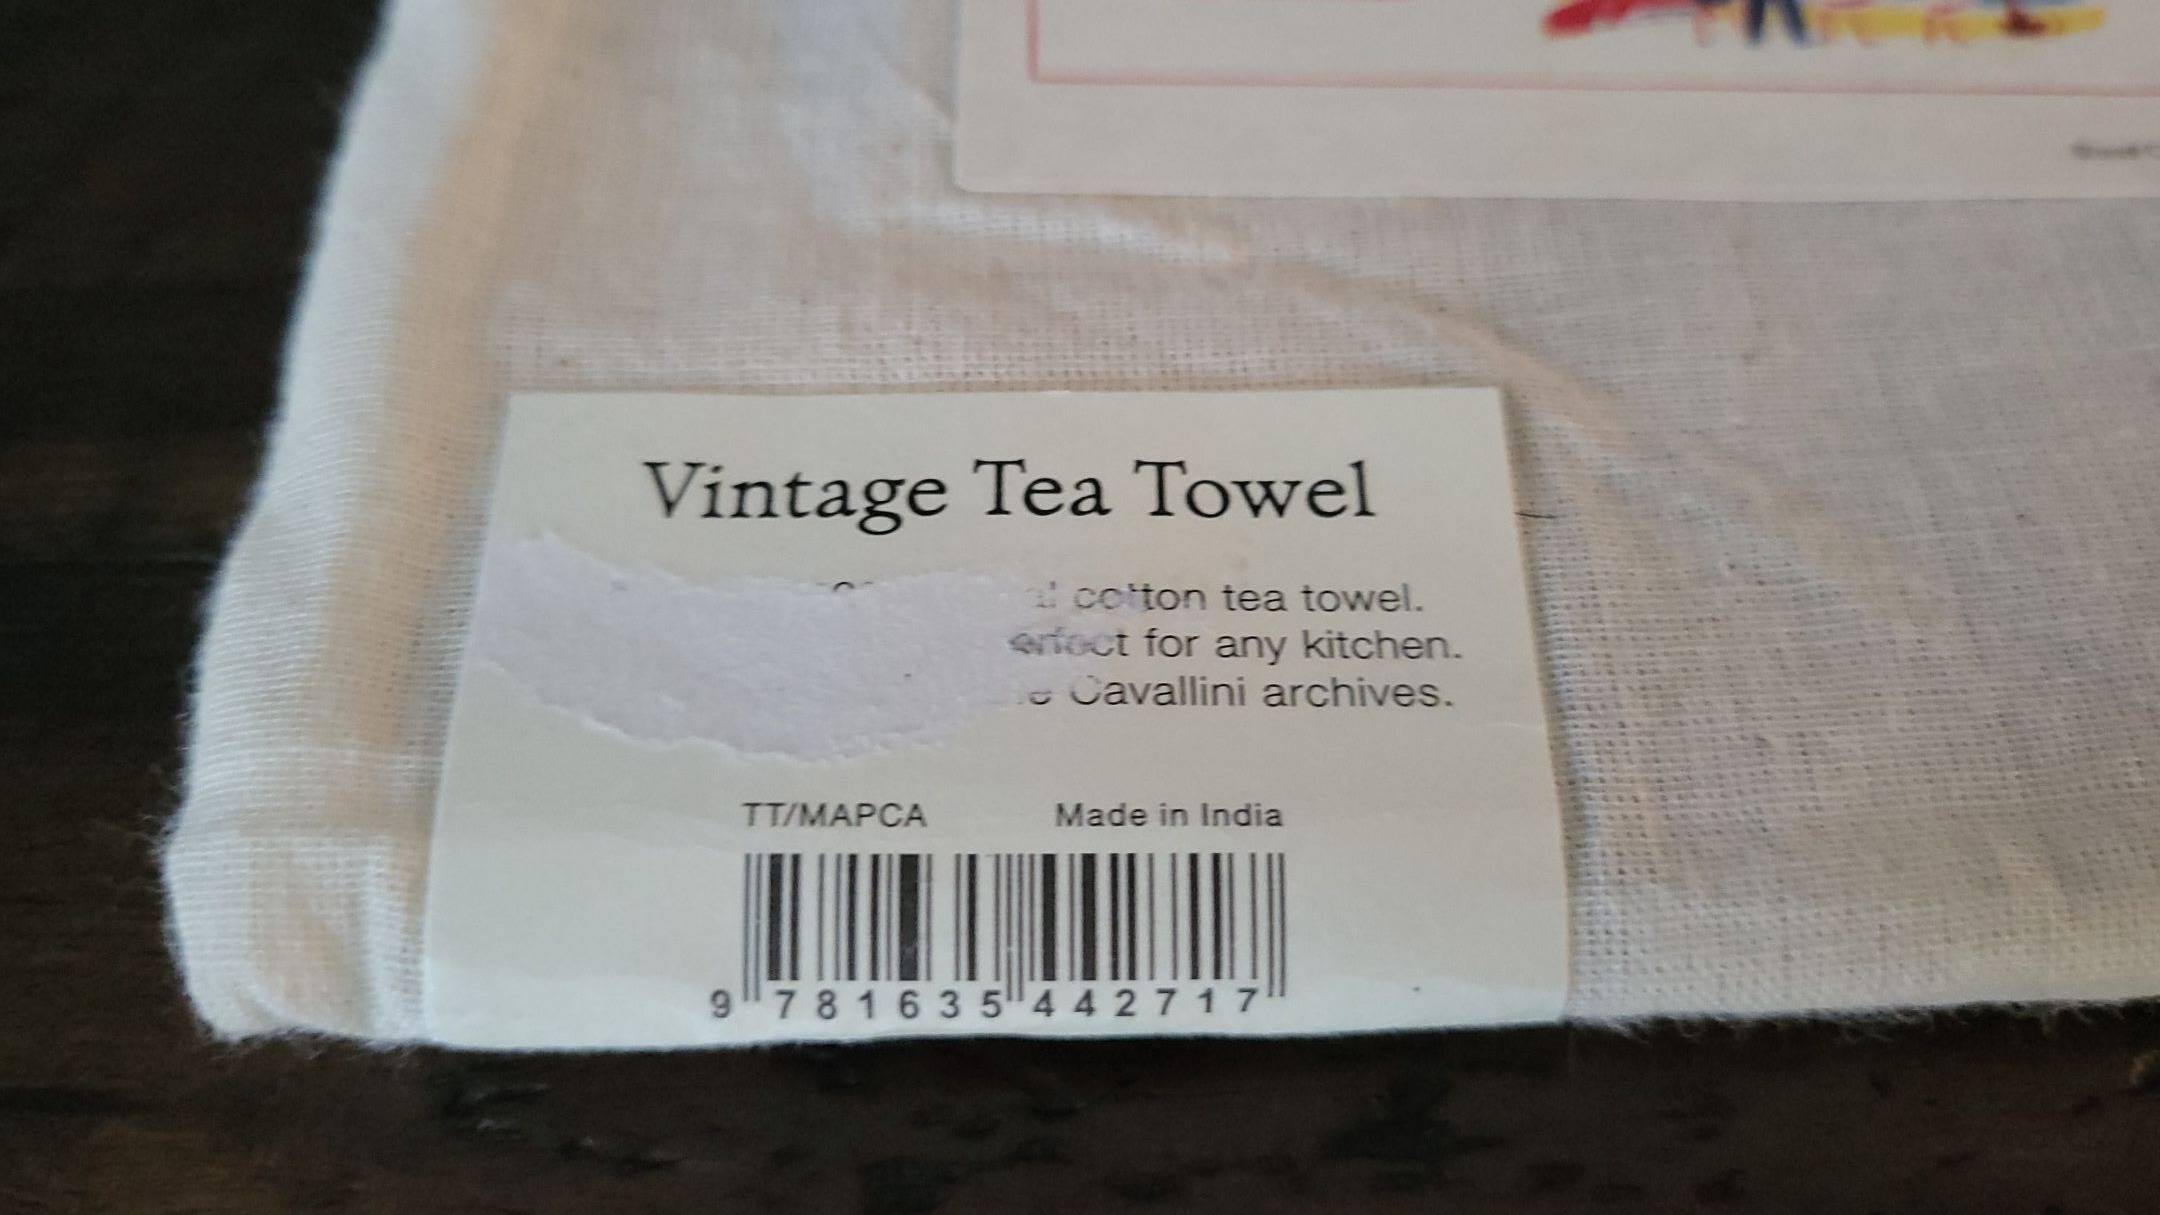 Vintage Tea Towel
cotton tea towel.
for any kitchen.
Cavallini archives.
TT/MAPCA Made in India
9 781635 442717